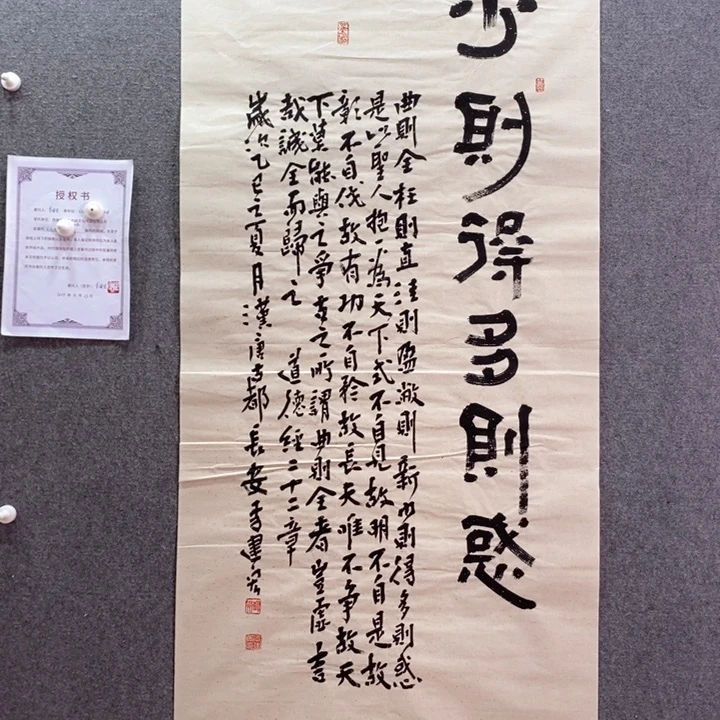 少則得多則惑
曲則全枉則直洼則盈敝則新少則得多則惑
是以聖人抱一為天下式不自見故明不自是故
彰不自伐故有功不自矜故長夫唯不争故天
下莫能與之爭古之所謂曲則全者豈虛言
哉誠全而歸之 道德經二十二章
歲次乙巳之夏月漢唐古都長安李建宏
授权书